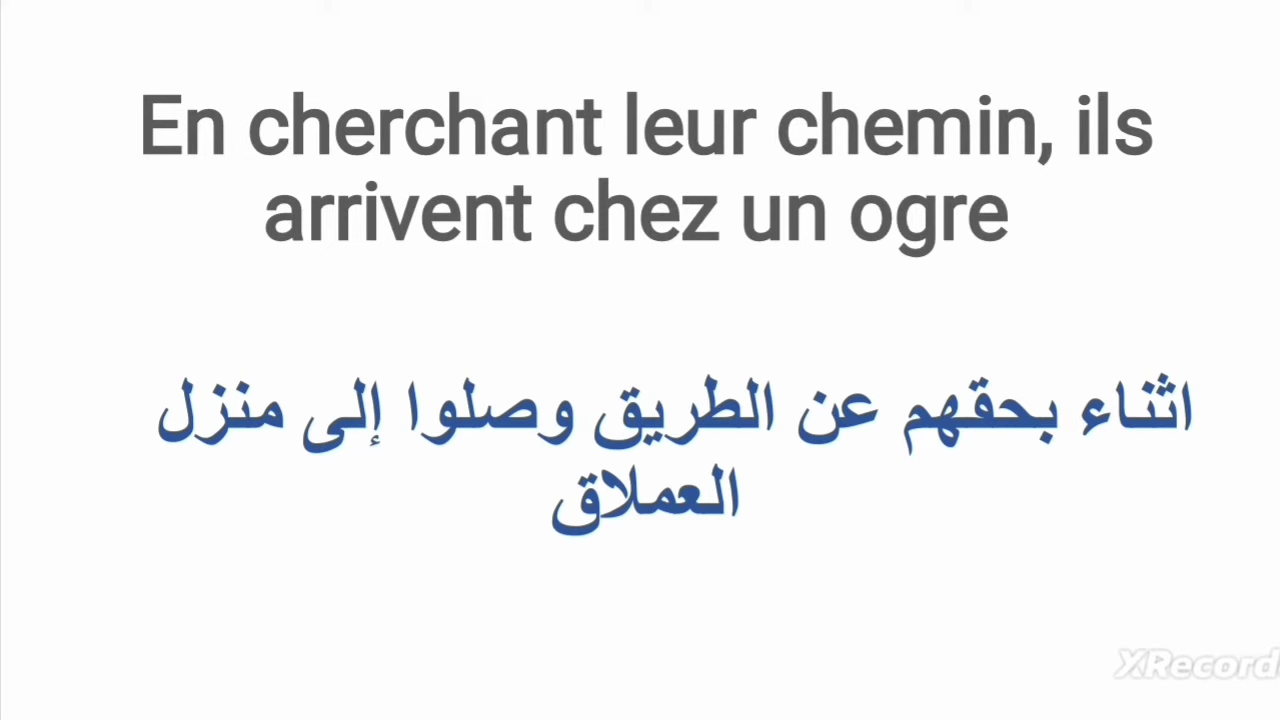 En cherchant leur chemin, ils
arrivent chez un ogre
اثناء بحقهم عن الطريق وصلوا إلى منزل
العملاق
XRecord